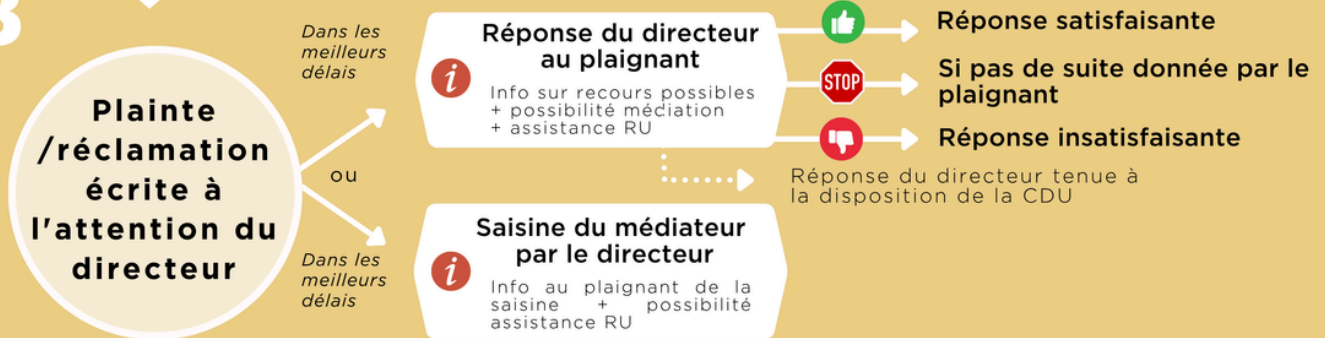 3
Plainte
/réclamation
écrite à
l'attention du
directeur
Dans les
meilleurs
délais
ou
Dans les
meilleurs
délais
i
Réponse du directeur
au plaignant
Info sur recours possibles
+ possibilité médiation
+ assistance RU
Réponse satisfaisante
STOP
Si pas de suite donnée par le
plaignant
Réponse insatisfaisante
Réponse du directeur tenue à
la disposition de la CDU
i
Saisine du médiateur
par le directeur
Info au plaignant de la
saisine + possibilité
assistance RU